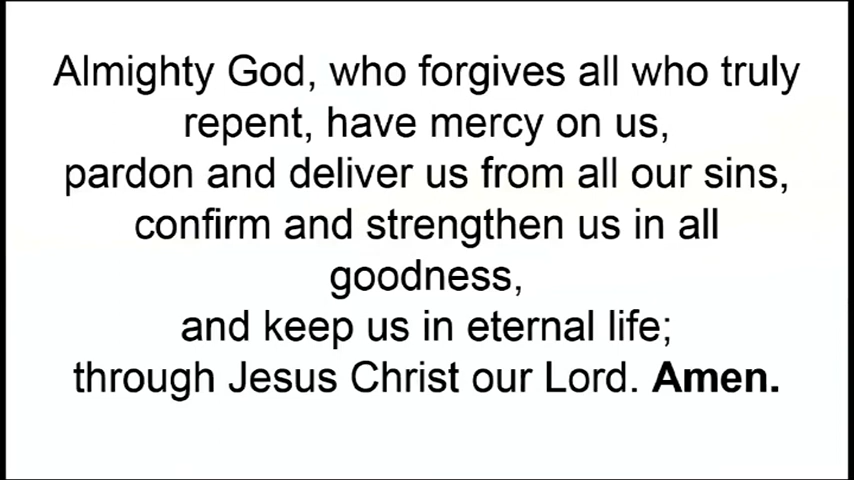 Almighty God, who forgives all who truly
repent, have mercy on us,
pardon and deliver us from all our sins,
confirm and strengthen us in all
goodness,
and keep us in eternal life;
through Jesus Christ our Lord. Amen.